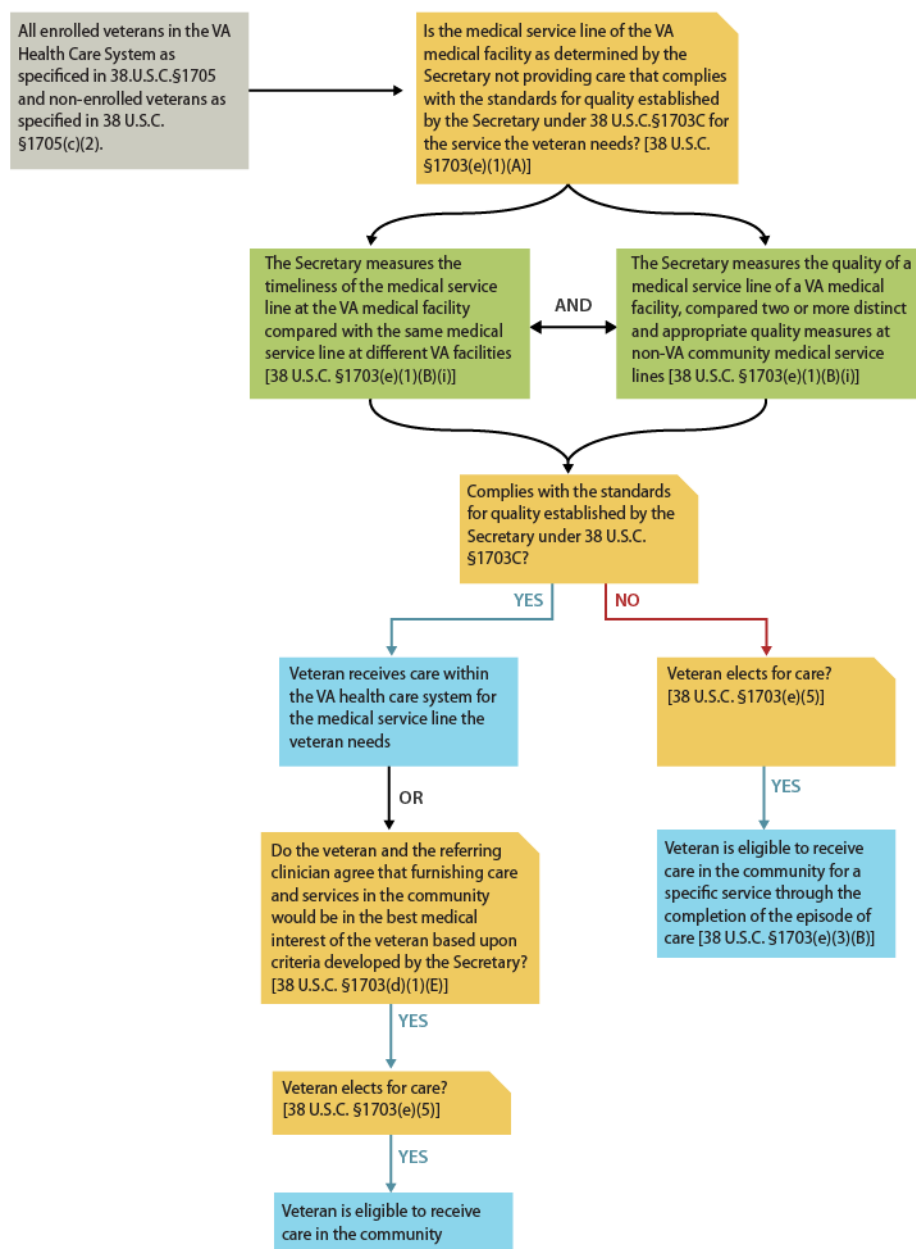 All enrolled veterans in the VA
Health Care System as
specificed in 38.U.S.C.§1705
and non-enrolled veterans as
specified in 38 U.S.C.
§1705(c)(2).
Is the medical service line of the VA
medical facility as determined by the
Secretary not providing care that complies
with the standards for quality established
by the Secretary under 38 U.S.C.§1703C for
the service the veteran needs? [38 U.S.C.
§1703(e)(1)(A)]
The Secretary measures the
timeliness of the medical service
line at the VA medical facility
compared with the same medical
service line at different VA facilities
[38 U.S.C. §1703(e)(1)(B)(i)]
AND
The Secretary measures the quality of a
medical service line of a VA medical
facility, compared two or more distinct
and appropriate quality measures at
non-VA community medical service
lines [38 U.S.C. §1703(e)(1)(B)(i)]
Complies with the standards
for quality established by the
Secretary under 38 U.S.C.
§1703C?
YES
NO
Veteran receives care within
the VA health care system for
the medical service line the
veteran needs
Veteran elects for care?
[38 U.S.C. §1703(e)(5)]
OR
YES
Do the veteran and the referring
clinician agree that furnishing care
and services in the community
would be in the best medical
interest of the veteran based upon
criteria developed by the Secretary?
[38 U.S.C. §1703(d)(1)(E)]
Veteran is eligible to receive
care in the community for a
specific service through the
completion of the episode of
care [38 U.S.C. §1703(e)(3)(B)]
YES
Veteran elects for care?
[38 U.S.C. §1703(e)(5)]
YES
Veteran is eligible to receive
care in the community